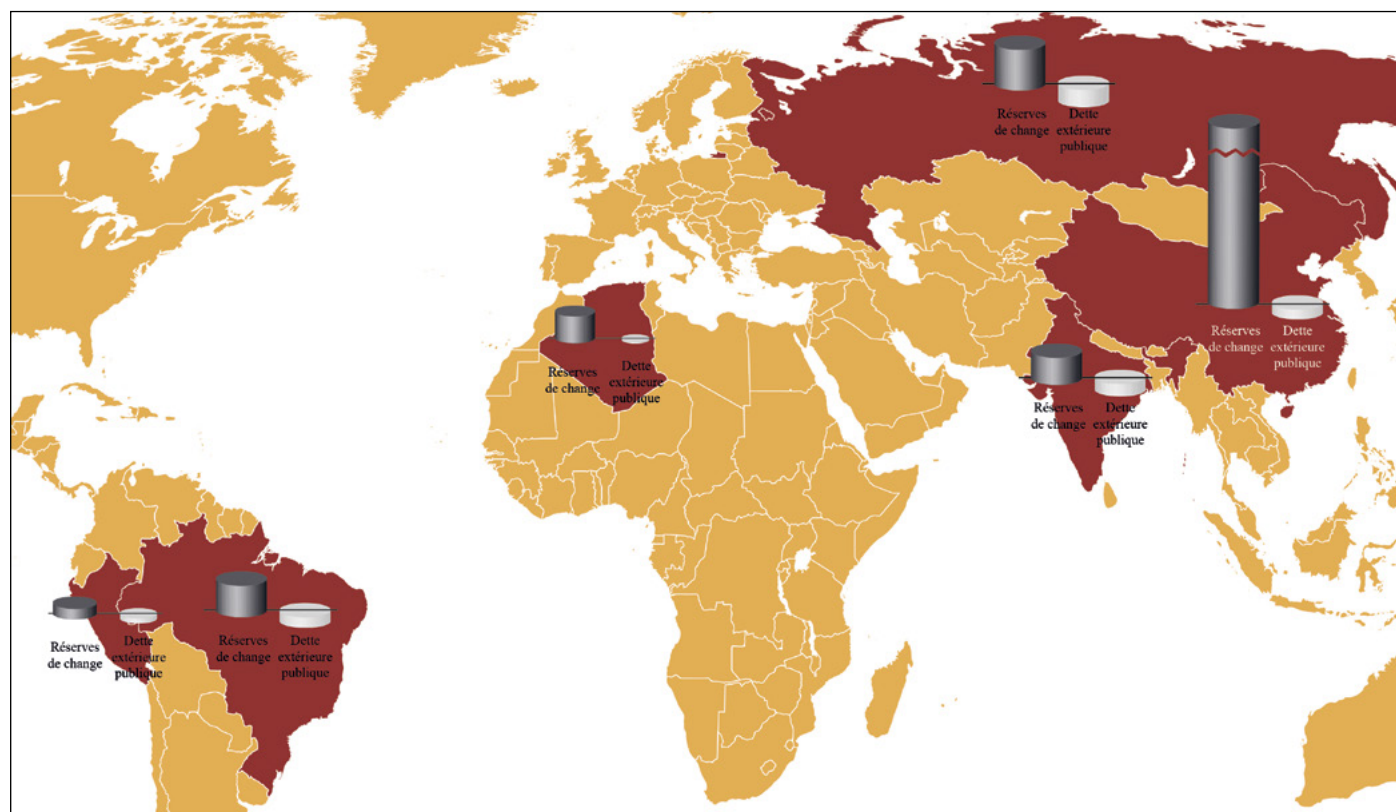 Réserves
de change
Dette
extérieure
publique
Réserves
de change
Dette
extérieure
publique
Réserves
de change
Dette
extérieure
publique
Réserves
de change
Dette
extérieure
publique
Réserves
de change
Dette
extérieure
publique
Réserves
de change
Dette
extérieure
publique